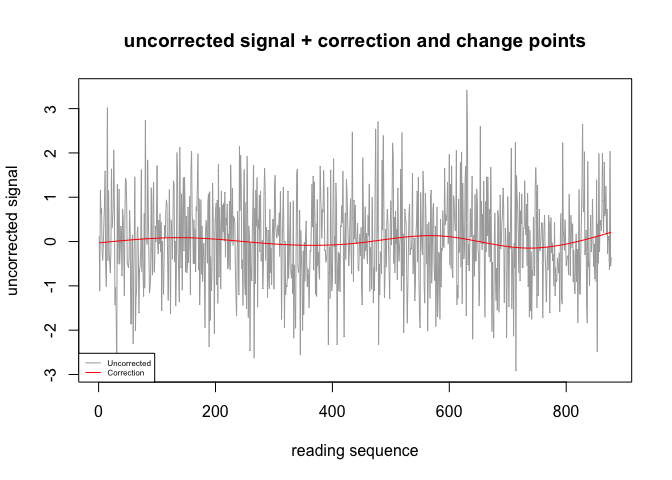 uncorrected signal + correction and change points
uncorrected signal
3
2
1
0
-1
-2
-3
Uncorrected
Correction
0 200 400 600 800
reading sequence